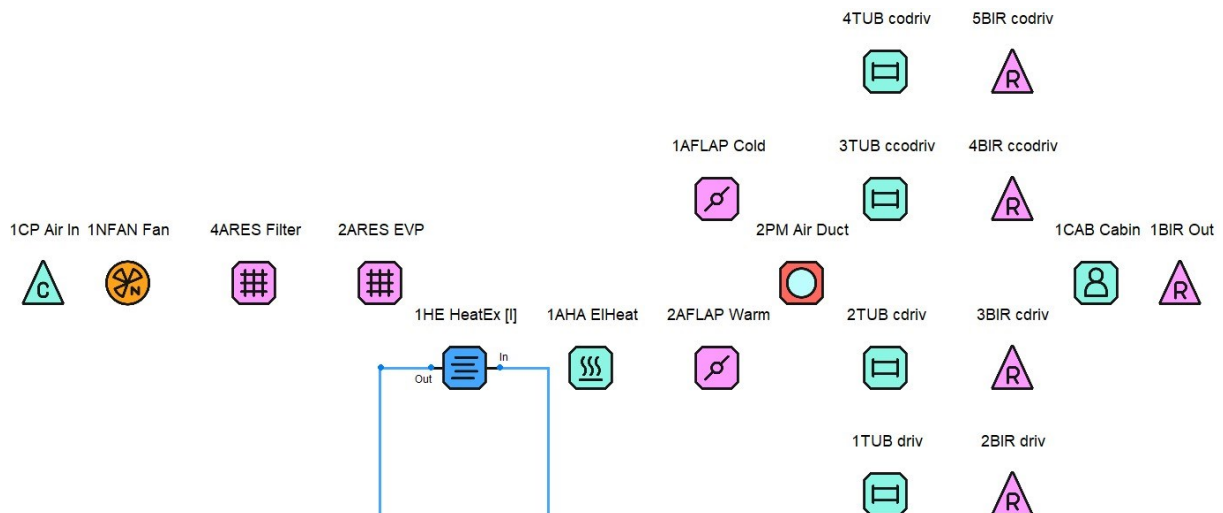 4TUB codriv 5BIR codriv
R
1AFLAP Cold 3TUB ccodriv 4BIR ccodriv
R
1CP Air In 1NFAN Fan 4ARES Filter 2ARES EVP 2PM Air Duct 1CAB Cabin 1BIR Out
C N R
1HE HeatEx [l] 1AHA ElHeat 2AFLAP Warm 2TUB cdriv 3BIR cdriv
In
Out R
1TUB driv 2BIR driv
R